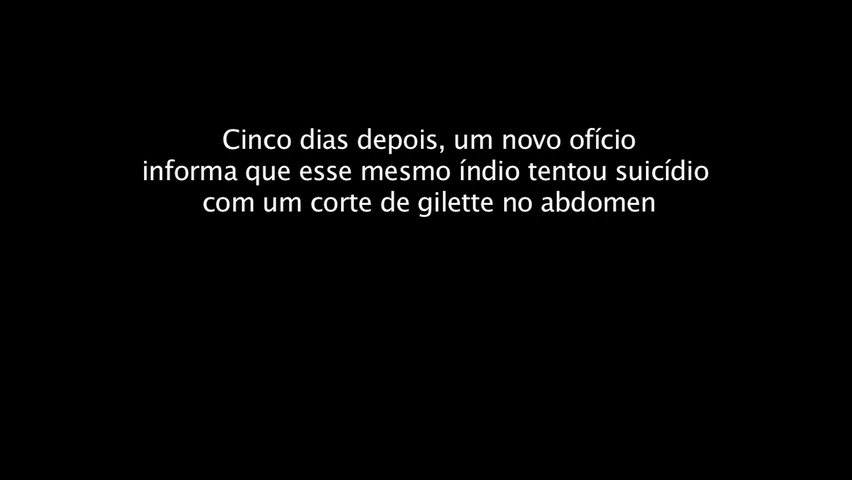 Cinco dias depois, um novo ofício
informa que esse mesmo índio tentou suicídio
com um corte de gilette no abdomen